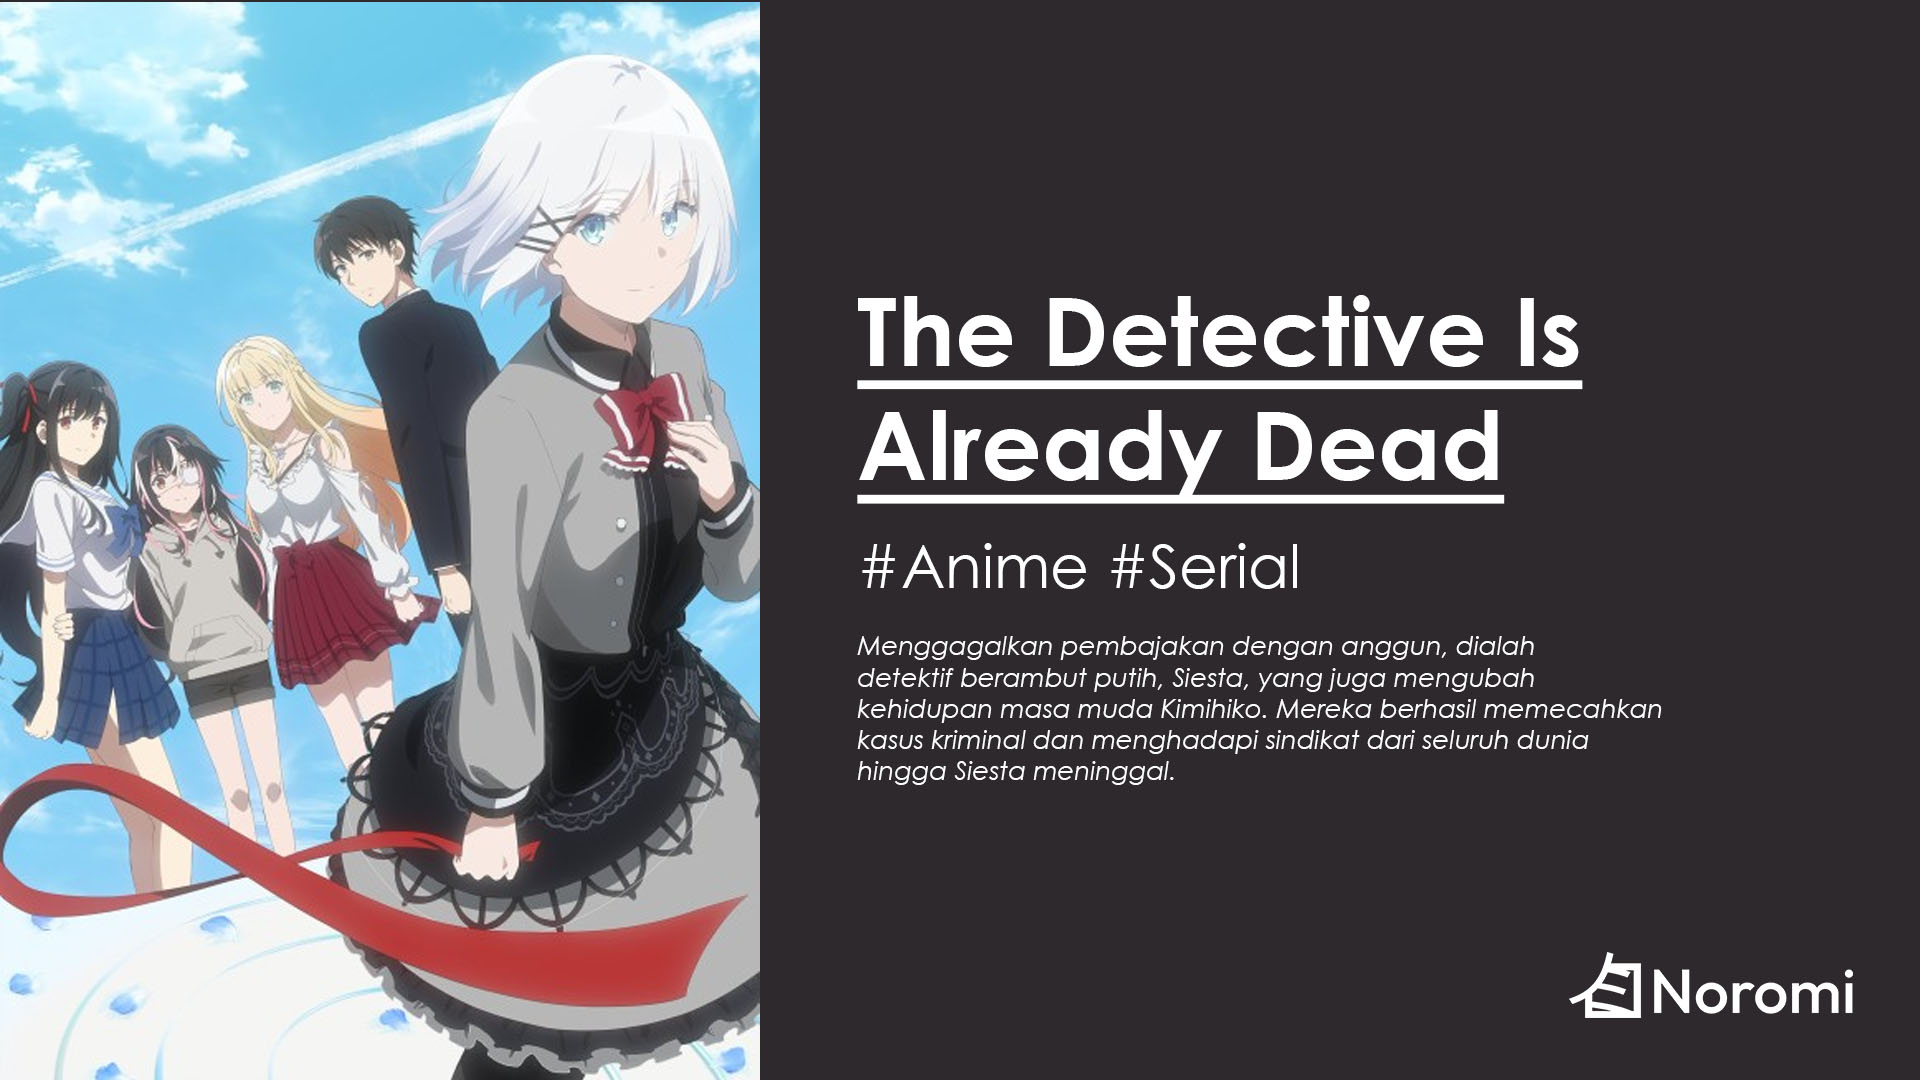 The Detective Is
Already Dead
#Anime #Serial
Menggagalkan pembajakan dengan anggun, dialah
detektif berambut putih, Siesta, yang juga mengubah
kehidupan masa muda Kimihiko. Mereka berhasil memecahkan
kasus kriminal dan menghadapi sindikat dari seluruh dunia
hingga Siesta meninggal.
Noromi